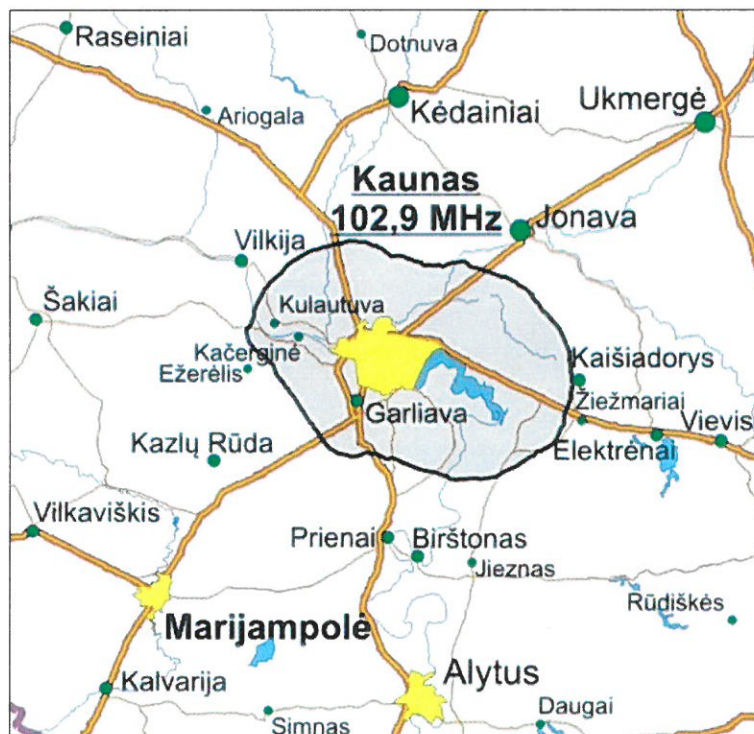 Raseiniai
Dotnuva
Ariogala
Kėdainiai
Ukmergė
Kaunas
102,9 MHz
Jonava
Vilkija
Šakiai
Kulautuva
Kačerginė
Ežerėlis
Kaišiadorys
Žiežmariai
Garliava
Vievis
Elektrėnai
Kazlų Rūda
Vilkaviškis
Prienai
Birštonas
Jieznas
Rūdiškės
Marijampolė
Alytus
Kalvarija
Simnas
Daugai